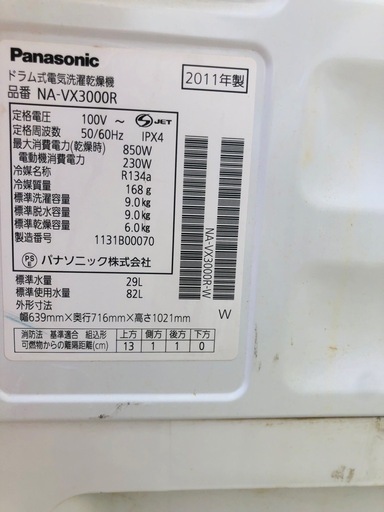 Panasonic
ドラム式電気洗濯乾燥機
品番 NA-VX3000R
2011年製
定格電圧 100V ～ S JET
定格周波数 50/60Hz IPX4
最大消費電力(乾燥時) 850W
電動機消費電力 230W
冷媒名称 R134a
冷媒質量 168g
標準洗濯容量 9.0kg
標準脱水容量 9.0kg
標準乾燥容量 6.0kg
製造番号 1131B00070
PSE パナソニック株式会社
標準水量 29L
標準使用水量 82L
外形寸法
幅639mm×奥行716mm×高さ1021mm
W
消防法 基準適合 組込形 上方 側方 後方 下方
可燃物からの離隔距離(cm) 13 1 1 0
NA-VX3000R-W